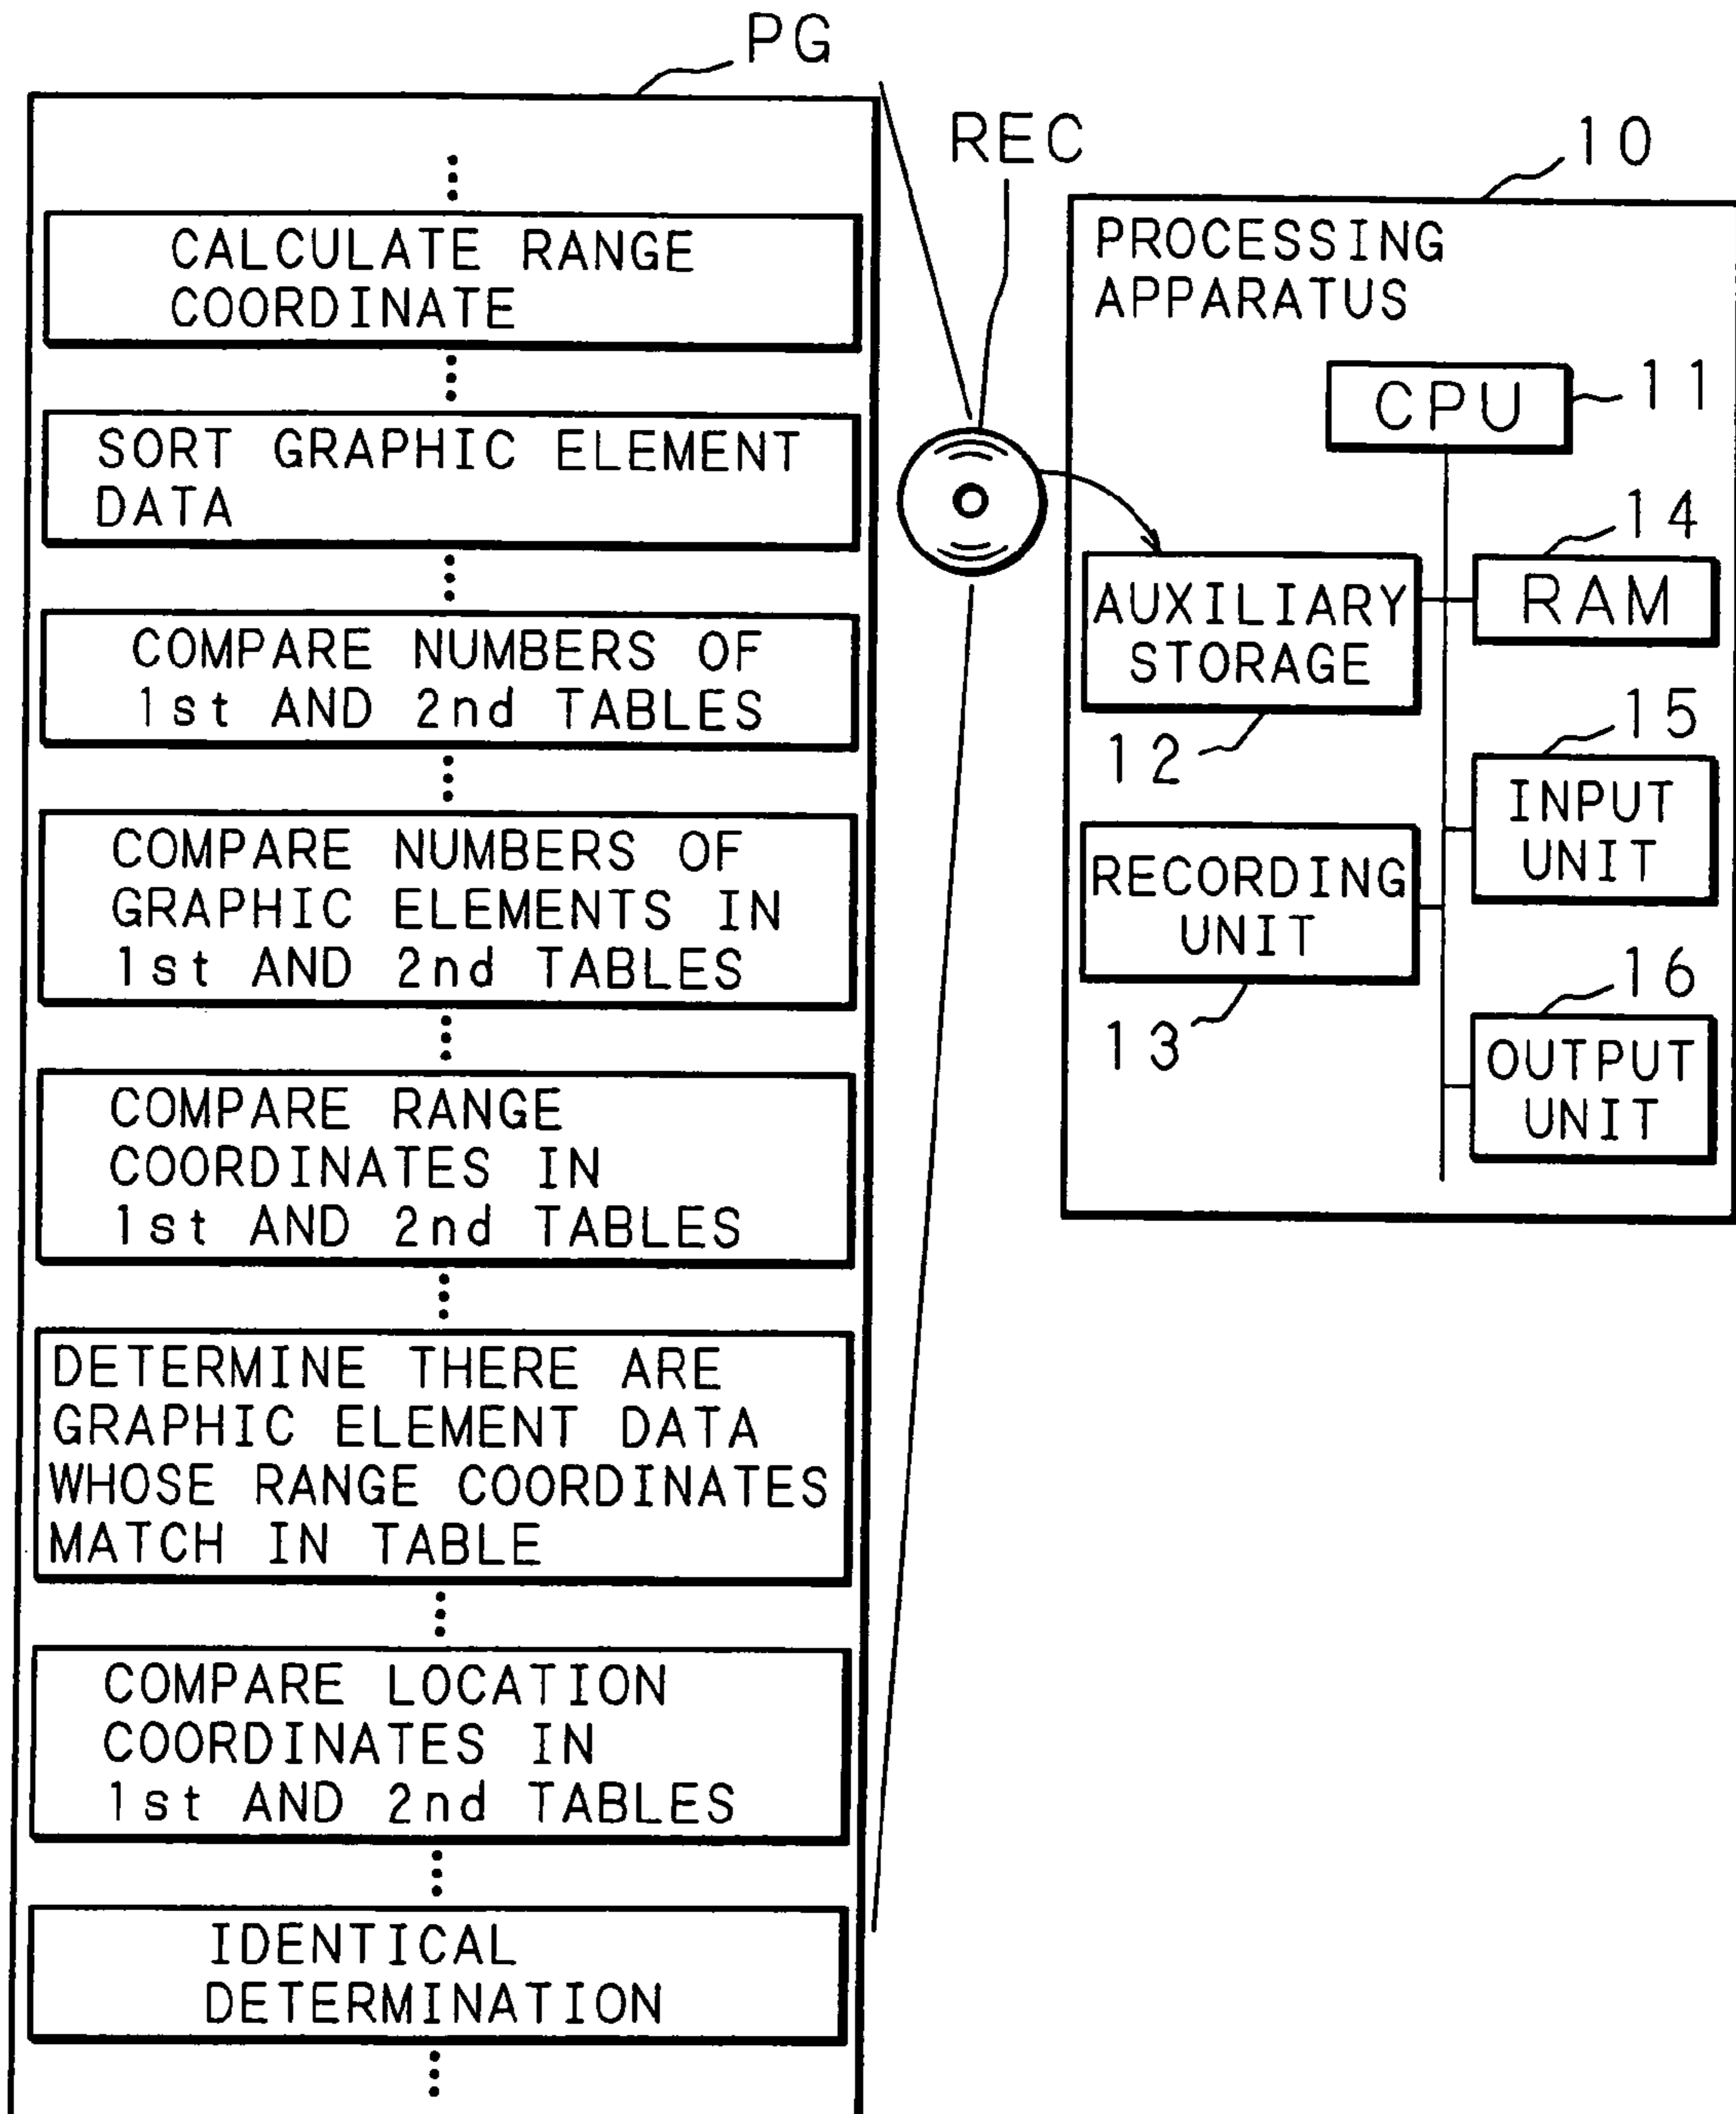 PG
CALCULATE RANGE
COORDINATE
SORT GRAPHIC ELEMENT
DATA
COMPARE NUMBERS OF
1st AND 2nd TABLES
COMPARE NUMBERS OF
GRAPHIC ELEMENTS IN
1st AND 2nd TABLES
COMPARE RANGE
COORDINATES IN
1st AND 2nd TABLES
DETERMINE THERE ARE
GRAPHIC ELEMENT DATA
WHOSE RANGE COORDINATES
MATCH IN TABLE
COMPARE LOCATION
COORDINATES IN
1st AND 2nd TABLES
IDENTICAL
DETERMINATION
REC
10
PROCESSING
APPARATUS
CPU
11
14
AUXILIARY
STORAGE
RAM
12
15
INPUT
UNIT
RECORDING
UNIT
13
16
OUTPUT
UNIT